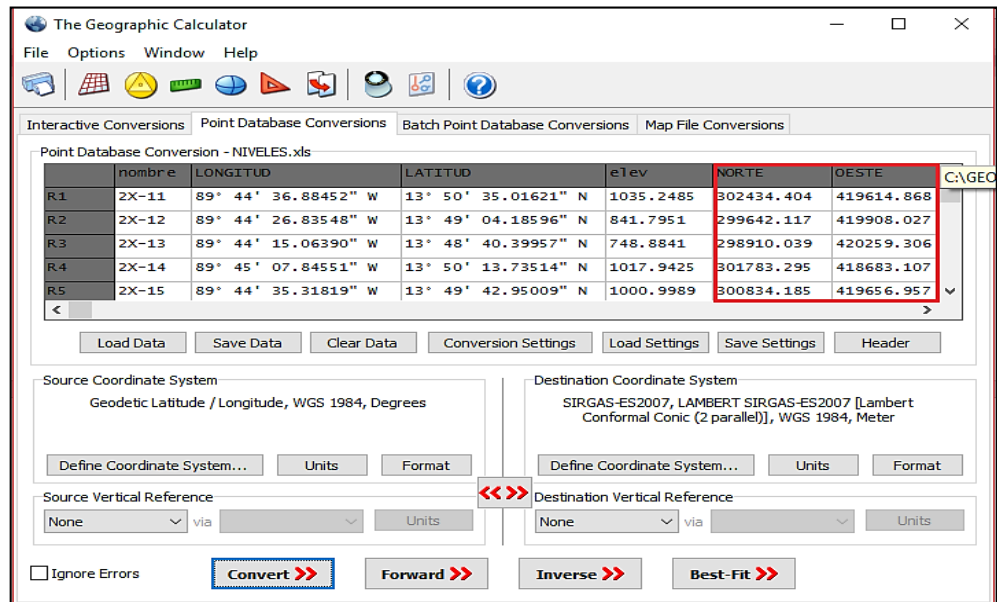 The Geographic Calculator
File Options Window Help
Interactive Conversions Point Database Conversions Batch Point Database Conversions Map File Conversions
Point Database Conversion - NIVELES.xls
nombre LONGITUD LATITUD elev NORTE OESTE
C:\GEO
R1 2X-11 89° 44' 36.88452" W 13° 50' 35.01621" N 1035.2485 302434.404 419614.868
R2 2X-12 89° 44' 26.83548" W 13° 49' 04.18596" N 841.7951 299642.117 419908.027
R3 2X-13 89° 44' 15.06390" W 13° 48' 40.39957" N 748.8841 298910.039 420259.306
R4 2X-14 89° 45' 07.84551" W 13° 50' 13.73514" N 1017.9425 301783.295 418683.107
R5 2X-15 89° 44' 35.31819" W 13° 49' 42.95009" N 1000.9989 300834.185 419656.957
Load Data Save Data Clear Data Conversion Settings Load Settings Save Settings Header
Source Coordinate System
Geodetic Latitude / Longitude, WGS 1984, Degrees
Define Coordinate System... Units Format
Destination Coordinate System
SIRGAS-ES2007, LAMBERT SIRGAS-ES2007 [Lambert
Conformal Conic (2 parallel)], WGS 1984, Meter
Define Coordinate System... Units Format
Source Vertical Reference
None via Units
Destination Vertical Reference
None via Units
Ignore Errors Convert Forward Inverse Best-Fit